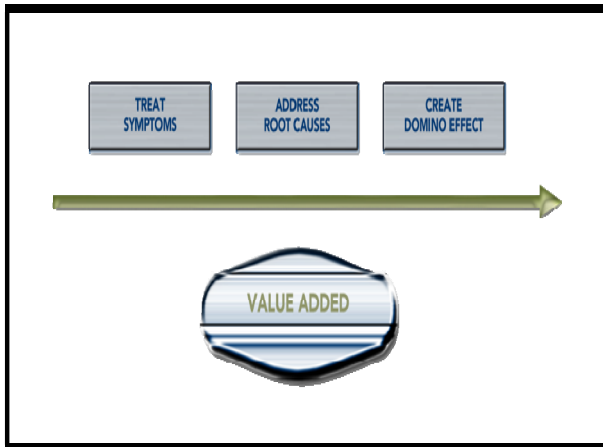 TREAT
SYMPTOMS
ADDRESS
ROOT CAUSES
CREATE
DOMINO EFFECT
VALUE ADDED